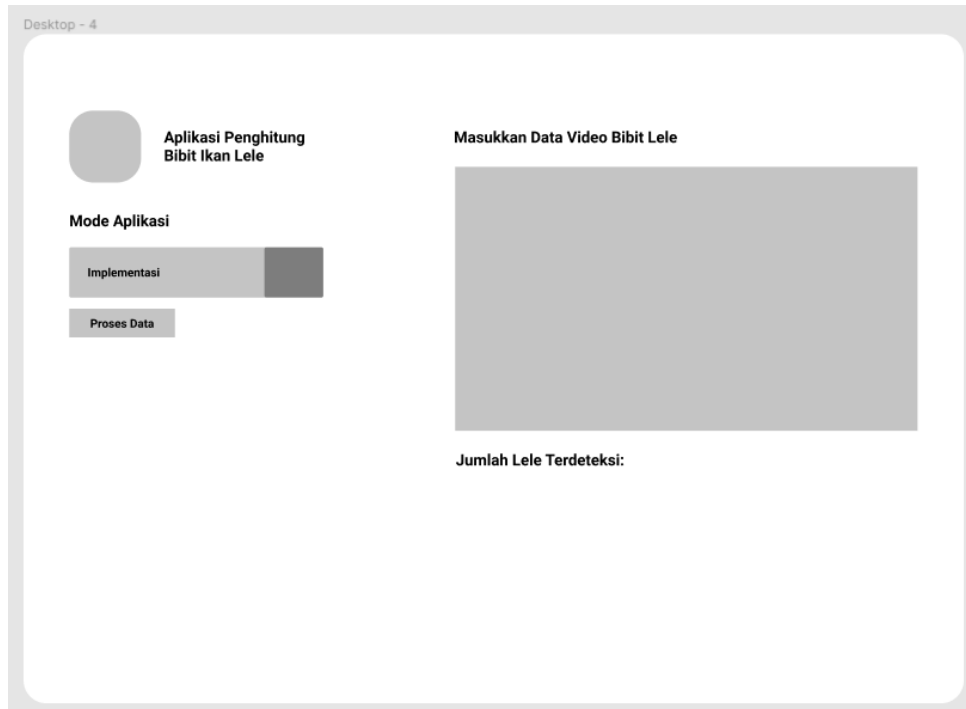 Desktop - 4
Aplikasi Penghitung
Bibit Ikan Lele
Mode Aplikasi
Implementasi
Proses Data
Masukkan Data Video Bibit Lele
Jumlah Lele Terdeteksi: